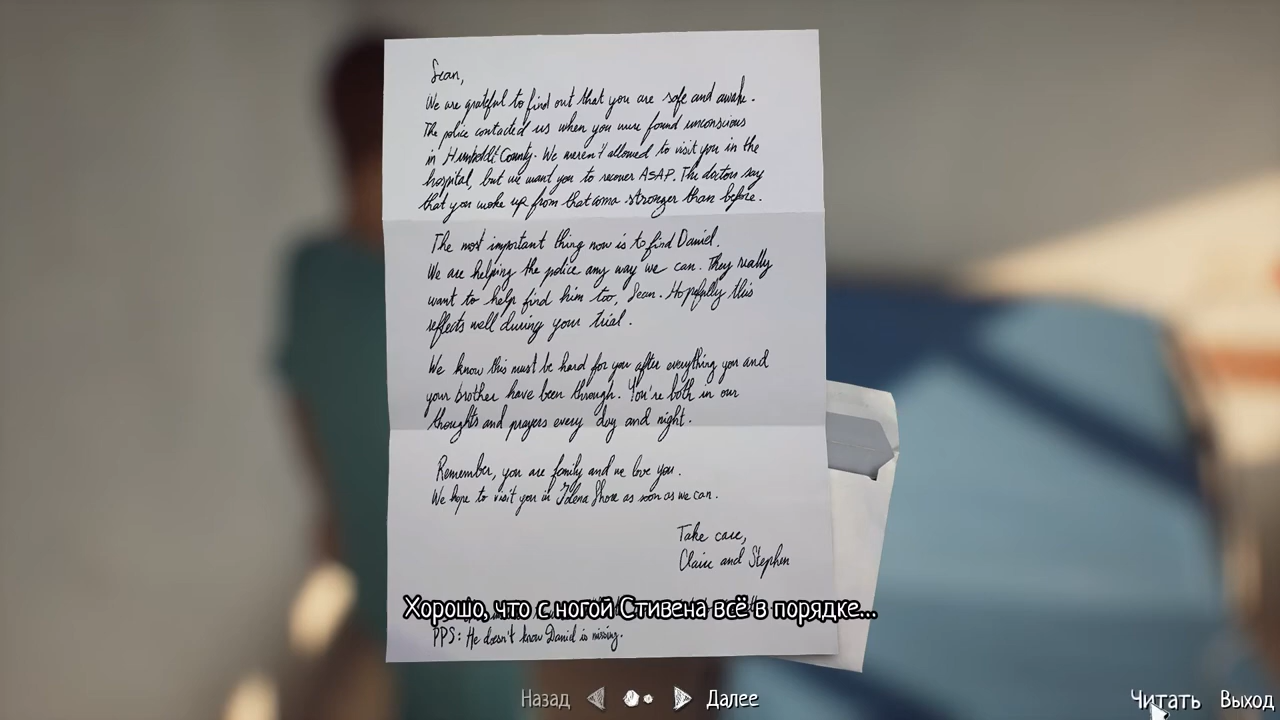 Sean,
We are grateful to find out that you are safe and awake.
The police contacted us when you were found unconscious
in Humboldt County. We weren't allowed to visit you in the
hospital, but we want you to recover ASAP. The doctors say
that you woke up from that coma stronger than before.
The most important thing now is to find Daniel.
We are helping the police any way we can. They really
want to help find him too, Sean. Hopefully this
reflects well during your trial.
We know this must be hard for you after everything you and
your brother have been through. You're both in our
thoughts and prayers every day and night.
Remember, you are family and we love you.
We hope to visit you in Shore as soon as we can.
Take care,
Claire and Stephen
Хорошо, что с ногой Стивена всё в порядке...
PPS: He doesn't know Daniel is missing.
Назад Далее
Читать Выход